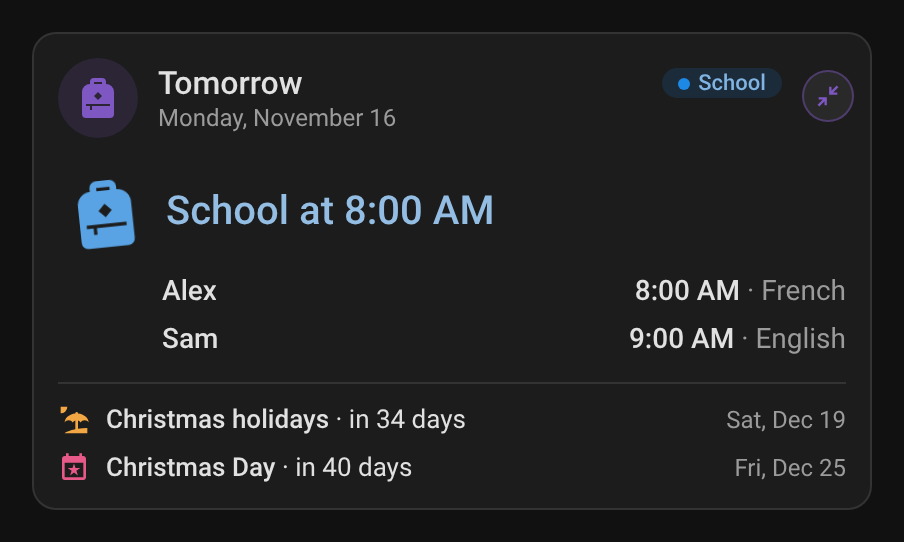 Tomorrow
School
Monday, November 16
School at 8:00 AM
Alex 8:00 AM · French
Sam 9:00 AM · English
Christmas holidays · in 34 days Sat, Dec 19
Christmas Day · in 40 days Fri, Dec 25